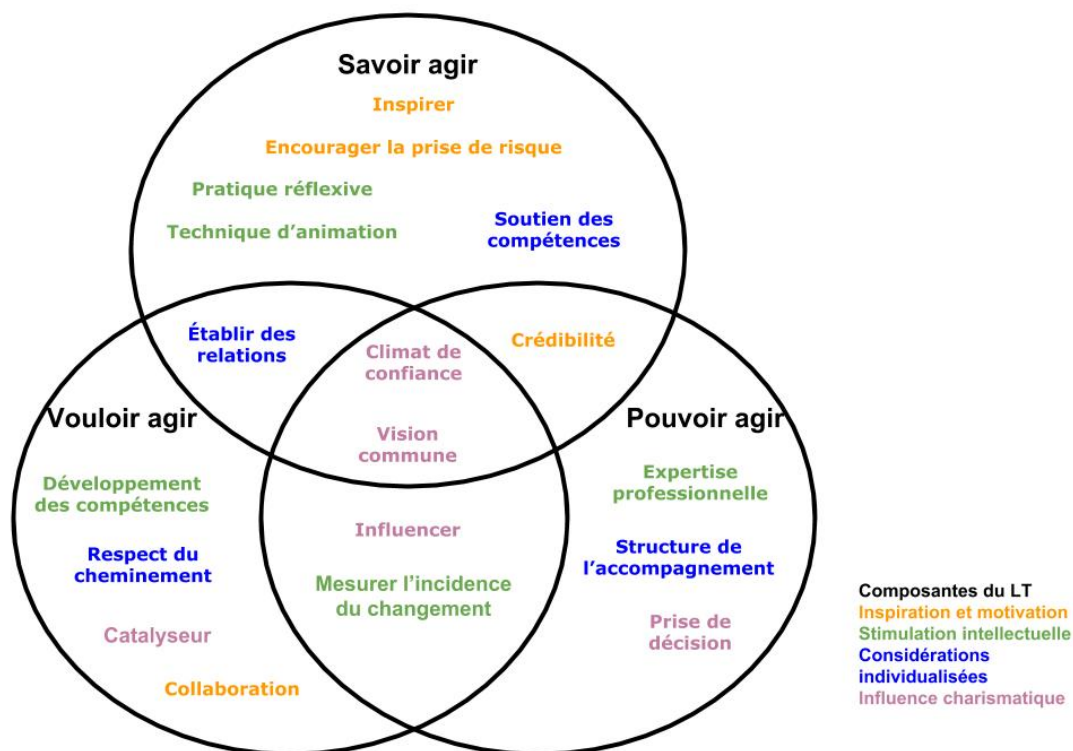 Savoir agir
Inspirer
Encourager la prise de risque
Pratique réflexive
Technique d'animation
Soutien des
compétences
Établir des
relations
Climat de
confiance
Crédibilité
Vouloir agir
Vision
commune
Pouvoir agir
Développement
des compétences
Expertise
professionnelle
Influencer
Respect du
cheminement
Structure de
l'accompagnement
Mesurer l'incidence
du changement
Catalyseur
Prise de
décision
Collaboration
Composantes du LT
Inspiration et motivation
Stimulation intellectuelle
Considérations
individualisées
Influence charismatique